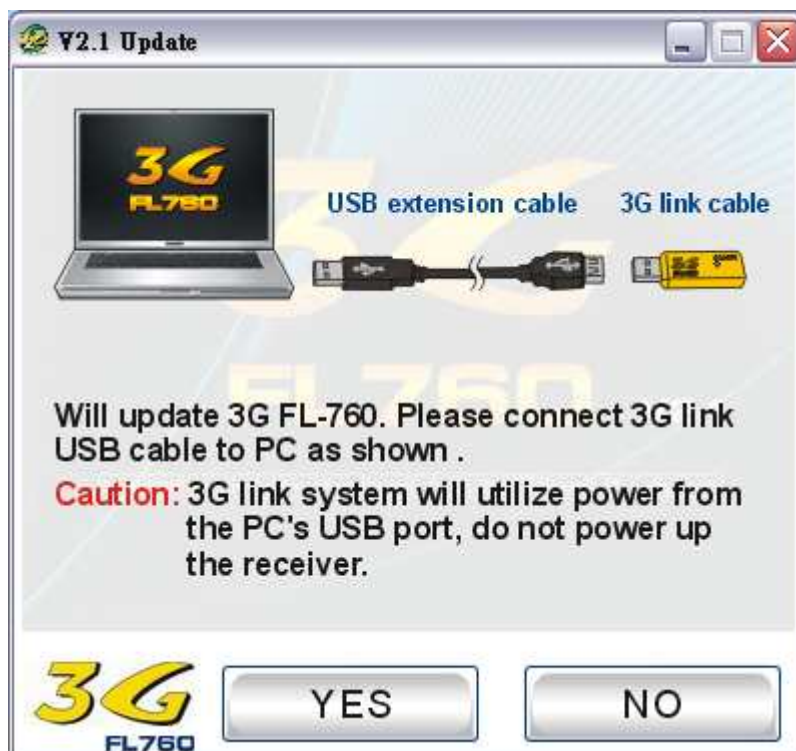 V2.1 Update
3G
FL760
USB extension cable
3G link cable
3G
FL760
Will update 3G FL-760. Please connect 3G link
USB cable to PC as shown .
Caution: 3G link system will utilize power from
the PC's USB port, do not power up
the receiver.
3G
FL760
YES
NO